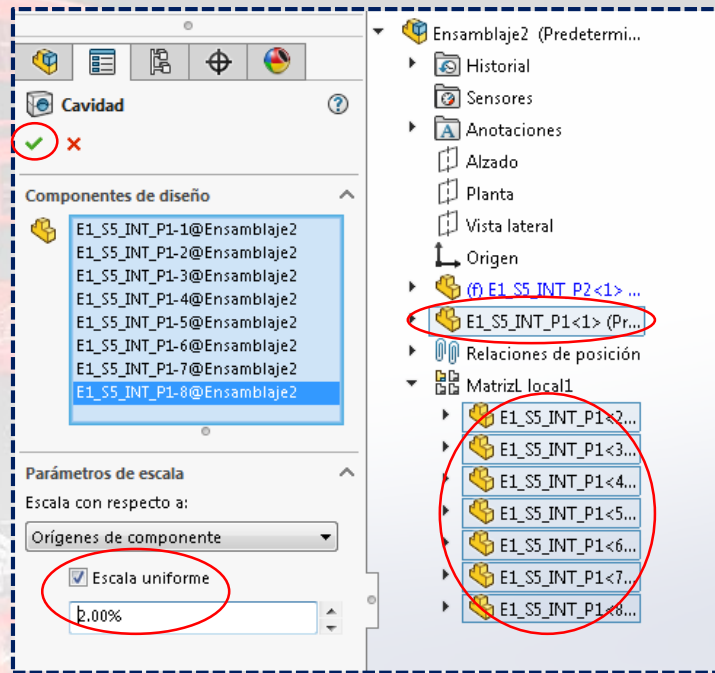 Cavidad
Componentes de diseño
E1_S5_INT_P1-1@Ensamblaje2
E1_S5_INT_P1-2@Ensamblaje2
E1_S5_INT_P1-3@Ensamblaje2
E1_S5_INT_P1-4@Ensamblaje2
E1_S5_INT_P1-5@Ensamblaje2
E1_S5_INT_P1-6@Ensamblaje2
E1_S5_INT_P1-7@Ensamblaje2
E1_S5_INT_P1-8@Ensamblaje2
Parámetros de escala
Escala con respecto a:
Orígenes de componente
Escala uniforme
2.00%
Ensamblaje2 (Predetermi...
Historial
Sensores
Anotaciones
Alzado
Planta
Vista lateral
Origen
(f) E1_S5_INT_P2<1> ...
E1_S5_INT_P1<1> (Pr...
Relaciones de posición
MatrizL local1
E1_S5_INT_P1<2...
E1_S5_INT_P1<3...
E1_S5_INT_P1<4...
E1_S5_INT_P1<5...
E1_S5_INT_P1<6...
E1_S5_INT_P1<7...
E1_S5_INT_P1<8...